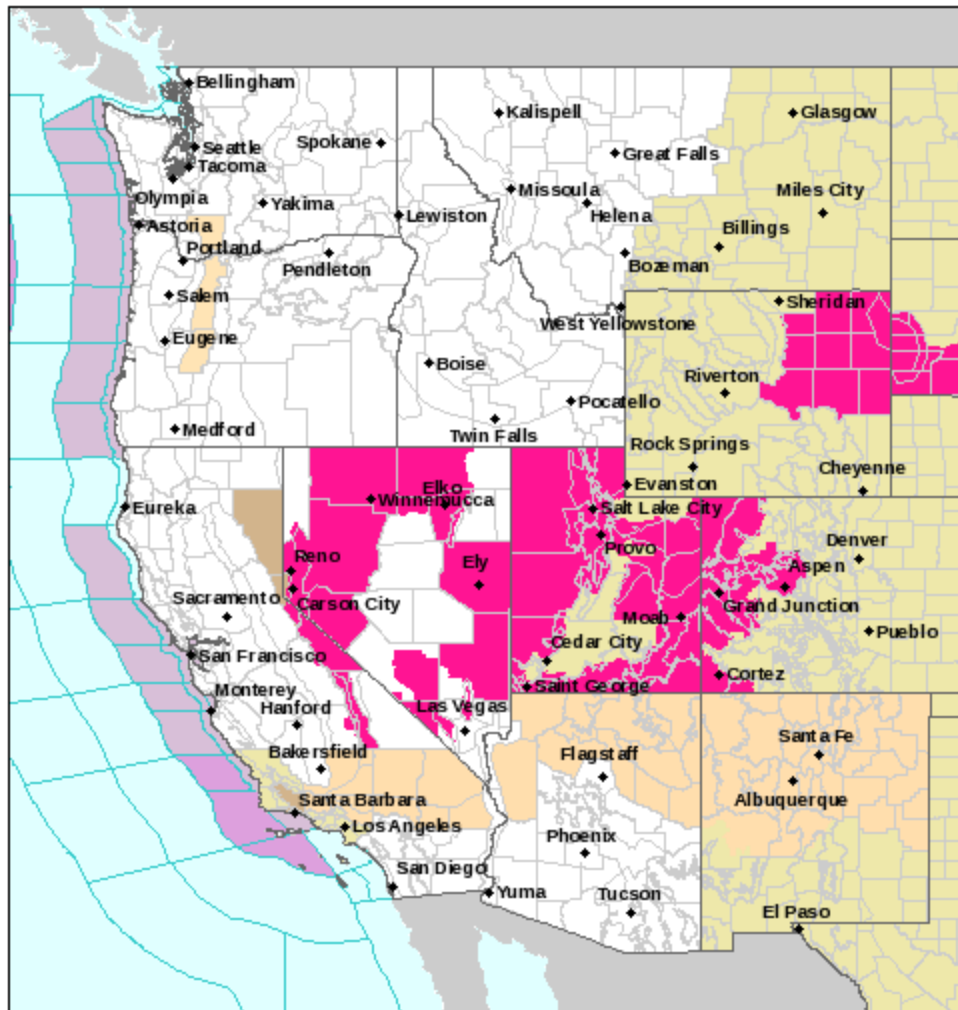 Bellingham
Kalispell
Glasgow
Seattle
Spokane
Great Falls
Tacoma
Missoula
Miles City
Olympia
Yakima
Lewiston
Helena
Astoria
Billings
Portland
Pendleton
Bozeman
Salem
Sheridan
West Yellowstone
Eugene
Boise
Riverton
Pocatello
Medford
Twin Falls
Rock Springs
Cheyenne
Elko
Evanston
Winnemucca
Eureka
Salt Lake City
Denver
Provo
Reno
Ely
Aspen
Sacramento
Carson City
Grand Junction
Moab
Pueblo
Cedar City
San Francisco
Cortez
Saint George
Monterey
Hanford
Las Vegas
Santa Fe
Bakersfield
Flagstaff
Santa Barbara
Albuquerque
Los Angeles
Phoenix
San Diego
Yuma
Tucson
El Paso